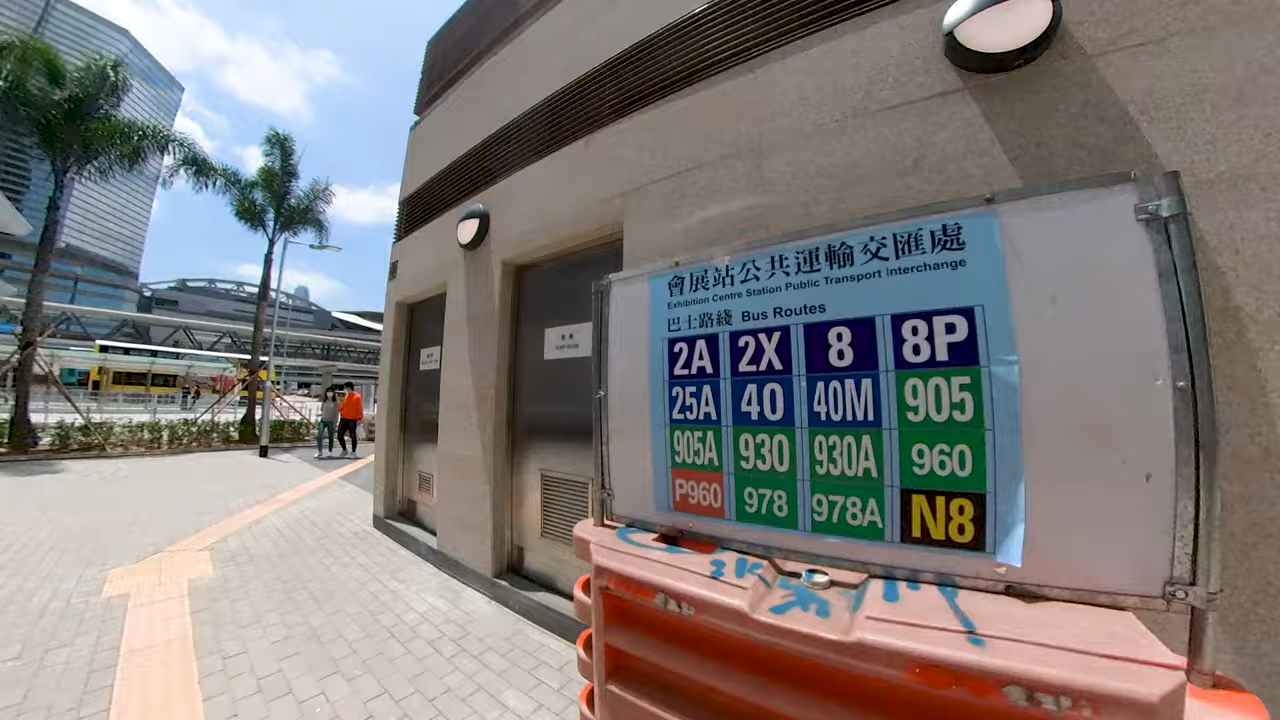 會展站公共運輸交匯處
Exhibition Centre Station Public Transport Interchange
巴士路綫 Bus Routes
2A 2X 8 8P
25A 40 40M 905
905A 930 930A 960
P960 978 978A N8